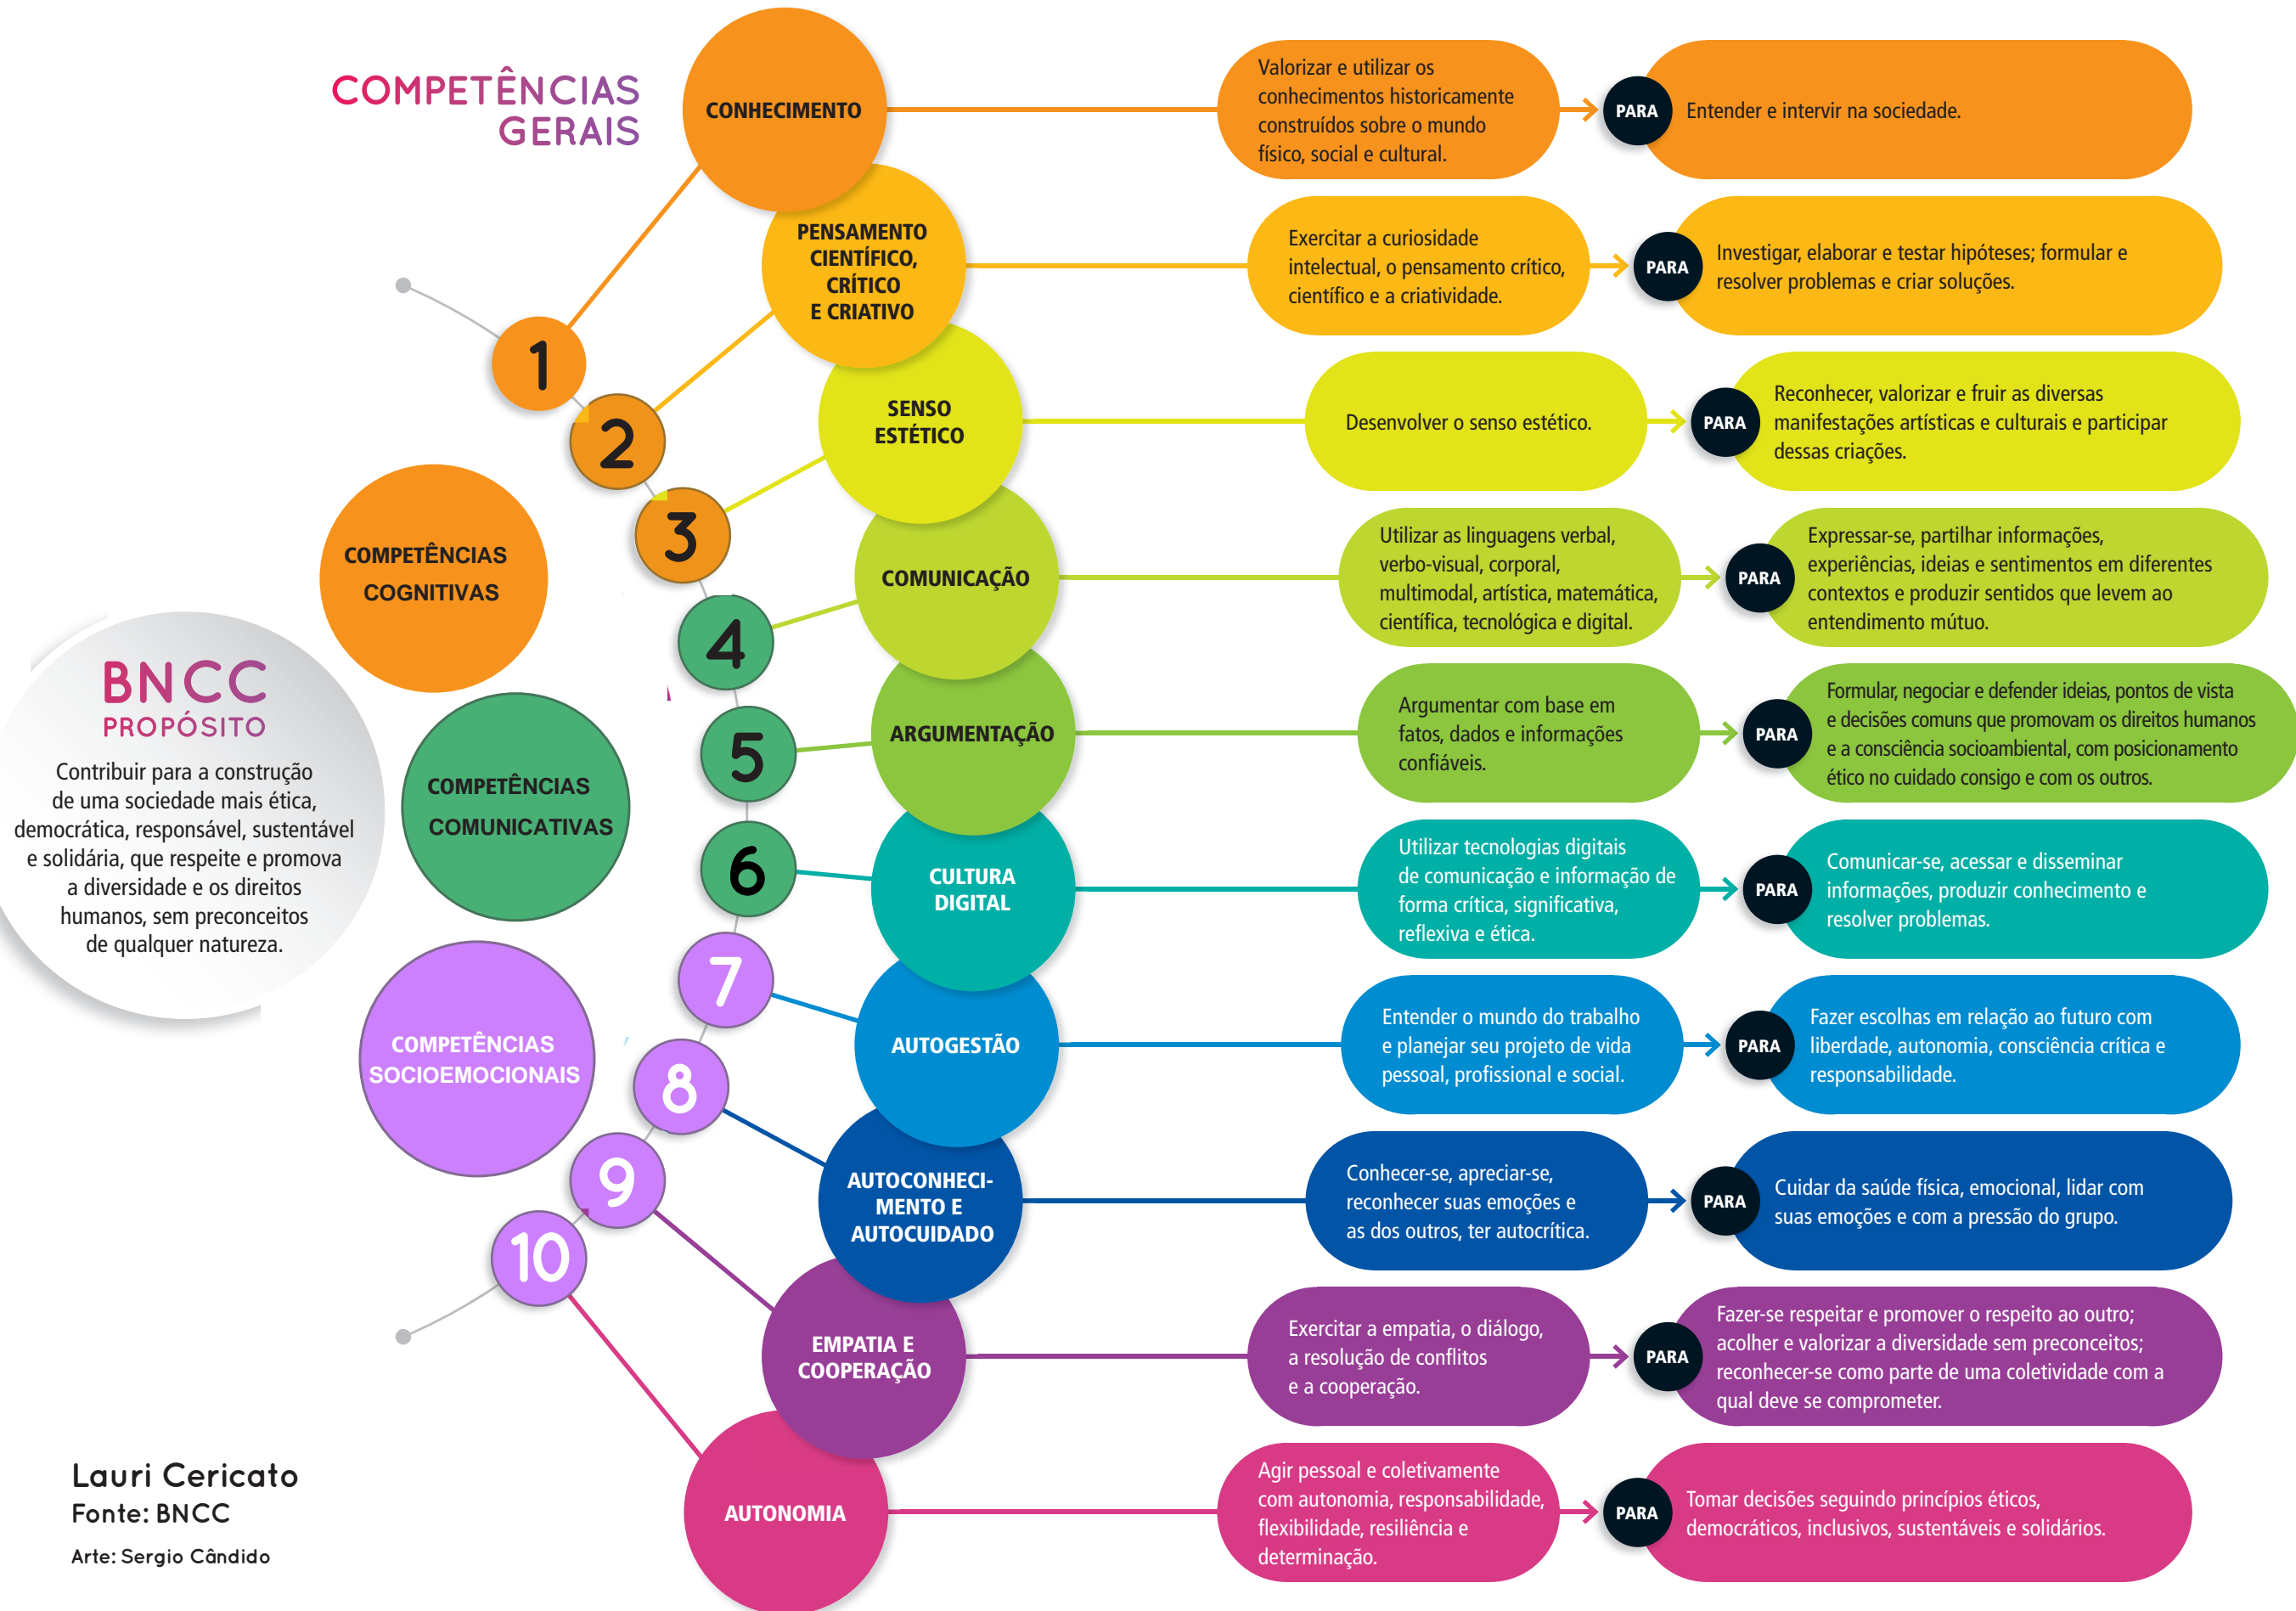 COMPETÊNCIAS
GERAIS
1
CONHECIMENTO
Valorizar e utilizar os
conhecimentos historicamente
construídos sobre o mundo
físico, social e cultural.
PARA
Entender e intervir na sociedade.
2
PENSAMENTO
CIENTÍFICO,
CRÍTICO
E CRIATIVO
Exercitar a curiosidade
intelectual, o pensamento crítico,
científico e a criatividade.
PARA
Investigar, elaborar e testar hipóteses; formular e
resolver problemas e criar soluções.
3
SENSO
ESTÉTICO
Desenvolver o senso estético.
PARA
Reconhecer, valorizar e fruir as diversas
manifestações artísticas e culturais e participar
dessas criações.
COMPETÊNCIAS
COGNITIVAS
4
COMUNICAÇÃO
Utilizar as linguagens verbal,
verbo-visual, corporal,
multimodal, artística, matemática,
científica, tecnológica e digital.
PARA
Expressar-se, partilhar informações,
experiências, ideias e sentimentos em diferentes
contextos e produzir sentidos que levem ao
entendimento mútuo.
BNCC
PROPÓSITO
Contribuir para a construção
de uma sociedade mais ética,
democrática, responsável, sustentável
e solidária, que respeite e promova
a diversidade e os direitos
humanos, sem preconceitos
de qualquer natureza.
5
ARGUMENTAÇÃO
Argumentar com base em
fatos, dados e informações
confiáveis.
PARA
Formular, negociar e defender ideias, pontos de vista
e decisões comuns que promovam os direitos humanos
e a consciência socioambiental, com posicionamento
ético no cuidado consigo e com os outros.
COMPETÊNCIAS
COMUNICATIVAS
6
CULTURA
DIGITAL
Utilizar tecnologias digitais
de comunicação e informação de
forma crítica, significativa,
reflexiva e ética.
PARA
Comunicar-se, acessar e disseminar
informações, produzir conhecimento e
resolver problemas.
7
AUTOGESTÃO
Entender o mundo do trabalho
e planejar seu projeto de vida
pessoal, profissional e social.
PARA
Fazer escolhas em relação ao futuro com
liberdade, autonomia, consciência crítica e
responsabilidade.
COMPETÊNCIAS
SOCIOEMOCIONAIS
8
AUTOCONHECI-
MENTO E
AUTOCUIDADO
Conhecer-se, apreciar-se,
reconhecer suas emoções e
as dos outros, ter autocrítica.
PARA
Cuidar da saúde física, emocional, lidar com
suas emoções e com a pressão do grupo.
9
EMPATIA E
COOPERAÇÃO
Exercitar a empatia, o diálogo,
a resolução de conflitos
e a cooperação.
PARA
Fazer-se respeitar e promover o respeito ao outro;
acolher e valorizar a diversidade sem preconceitos;
reconhecer-se como parte de uma coletividade com a
qual deve se comprometer.
10
AUTONOMIA
Agir pessoal e coletivamente
com autonomia, responsabilidade,
flexibilidade, resiliência e
determinação.
PARA
Tomar decisões seguindo princípios éticos,
democráticos, inclusivos, sustentáveis e solidários.
Lauri Cericato
Fonte: BNCC
Arte: Sergio Cândido